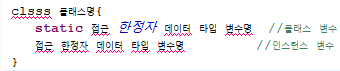 clsss 클래스명{
static 접근 한정자 데이터 타입 변수명 //클래스 변수
접근 한정자 데이터 타입 변수명 //인스턴스 변수
}